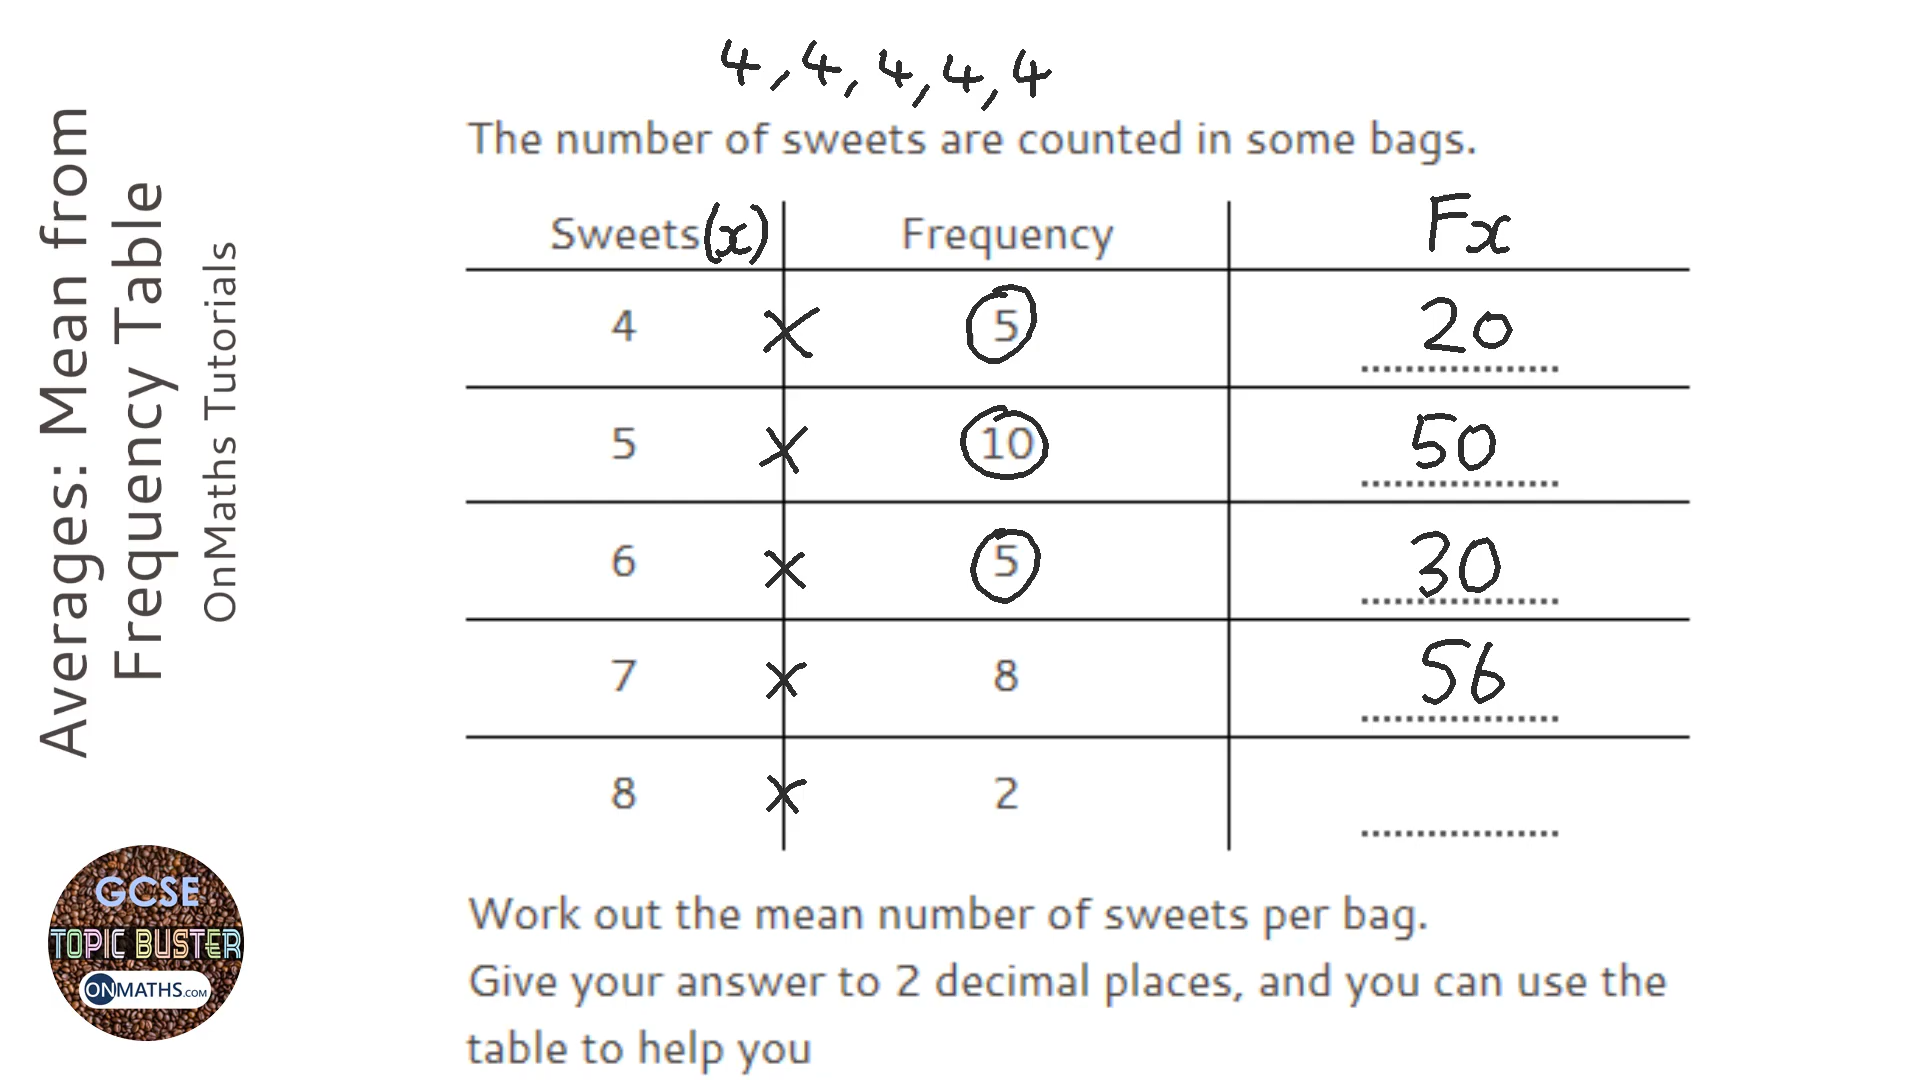 Averages: Mean from
Frequency Table
OnMaths Tutorials
4, 4, 4, 4, 4
The number of sweets are counted in some bags.
Sweets (x) Frequency Fx
4 × 5 20
5 × 10 50
6 × 5 30
7 × 8 56
8 × 2
Work out the mean number of sweets per bag.
Give your answer to 2 decimal places, and you can use the
table to help you
GCSE
TOPIC BUSTER
ONMATHS.COM